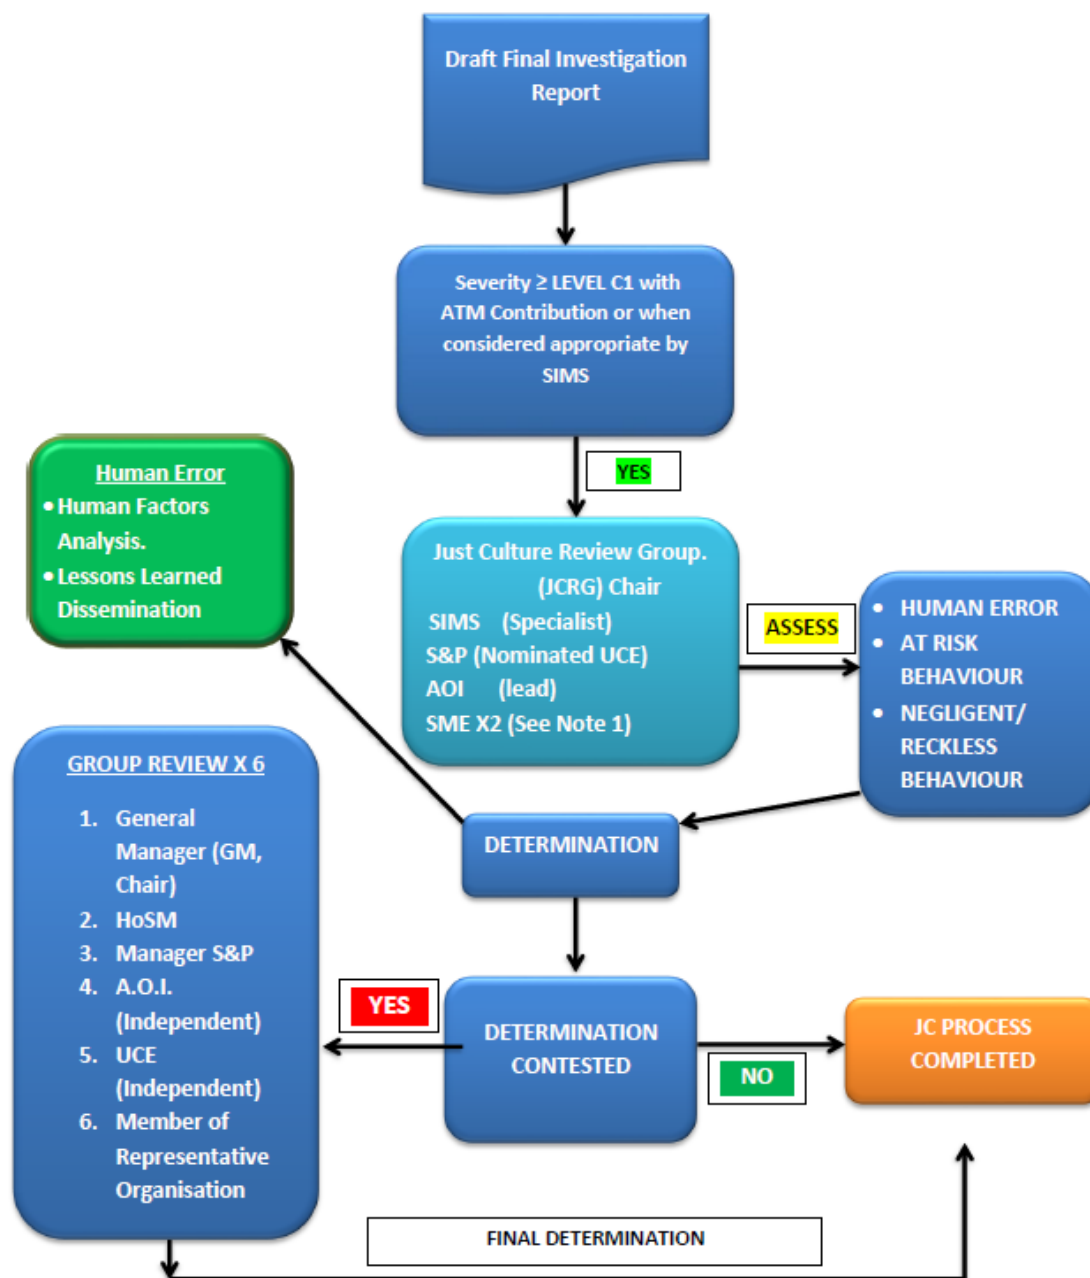 Draft Final Investigation
Report
Severity ≥ LEVEL C1 with
ATM Contribution or when
considered appropriate by
SIMS
YES
Human Error
• Human Factors
Analysis.
• Lessons Learned
Dissemination
Just Culture Review Group.
(JCRG) Chair
SIMS (Specialist)
S&P (Nominated UCE)
AOI (lead)
SME X2 (See Note 1)
ASSESS
• HUMAN ERROR
• AT RISK
BEHAVIOUR
• NEGLIGENT/
RECKLESS
BEHAVIOUR
DETERMINATION
GROUP REVIEW X 6
1. General
Manager (GM,
Chair)
2. HoSM
3. Manager S&P
4. A.O.I.
(Independent)
5. UCE
(Independent)
6. Member of
Representative
Organisation
YES
DETERMINATION
CONTESTED
NO
JC PROCESS
COMPLETED
FINAL DETERMINATION